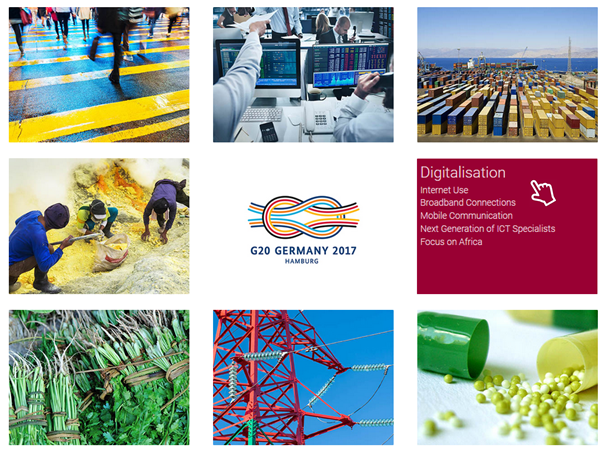 G20 GERMANY 2017
HAMBURG
Digitalisation
Internet Use
Broadband Connections
Mobile Communication
Next Generation of ICT Specialists
Focus on Africa